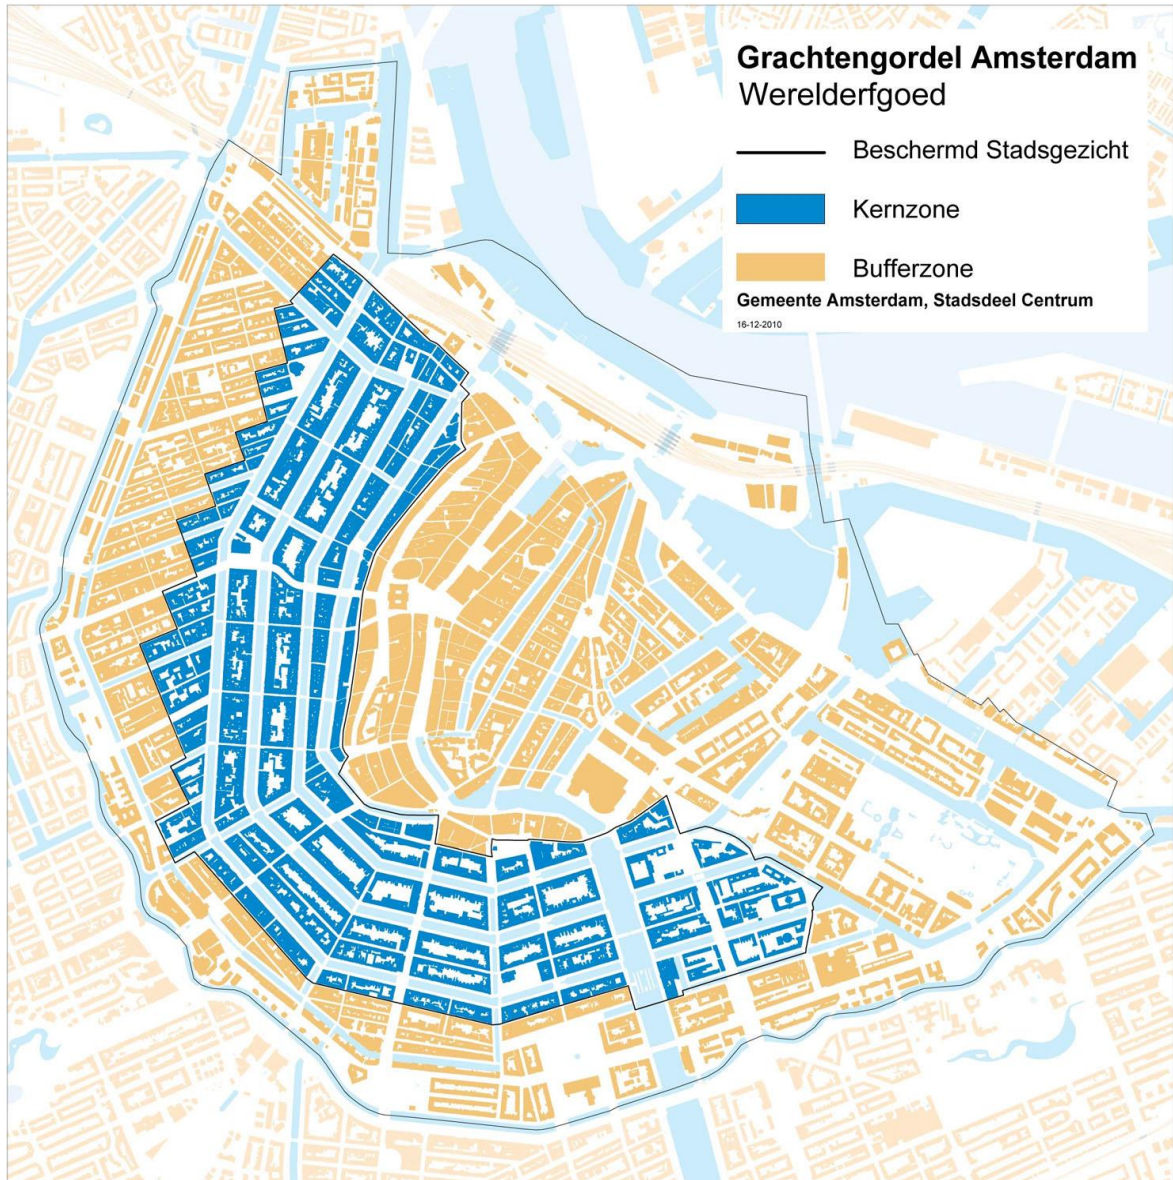 Grachtengordel Amsterdam
Werelderfgoed
Beschermd Stadsgezicht
Kernzone
Bufferzone
Gemeente Amsterdam, Stadsdeel Centrum
16-12-2010